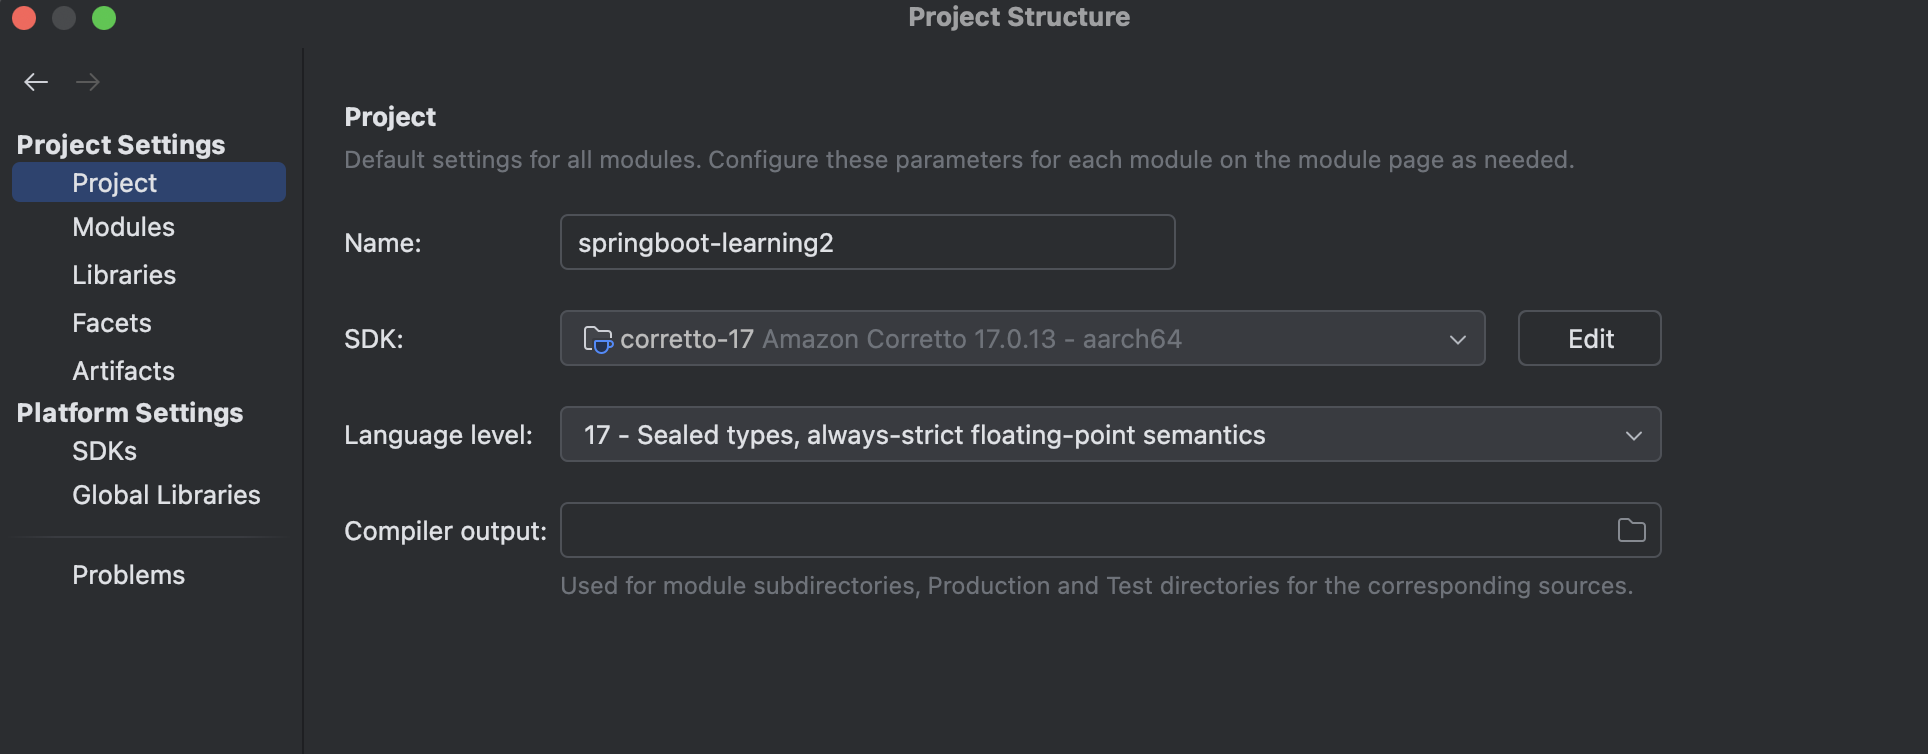 Project Structure
Project Settings
Project
Modules
Libraries
Facets
Artifacts
Platform Settings
SDKs
Global Libraries
Problems
Project
Default settings for all modules. Configure these parameters for each module on the module page as needed.
Name: springboot-learning2
SDK: corretto-17 Amazon Corretto 17.0.13 - aarch64 Edit
Language level: 17 - Sealed types, always-strict floating-point semantics
Compiler output:
Used for module subdirectories, Production and Test directories for the corresponding sources.